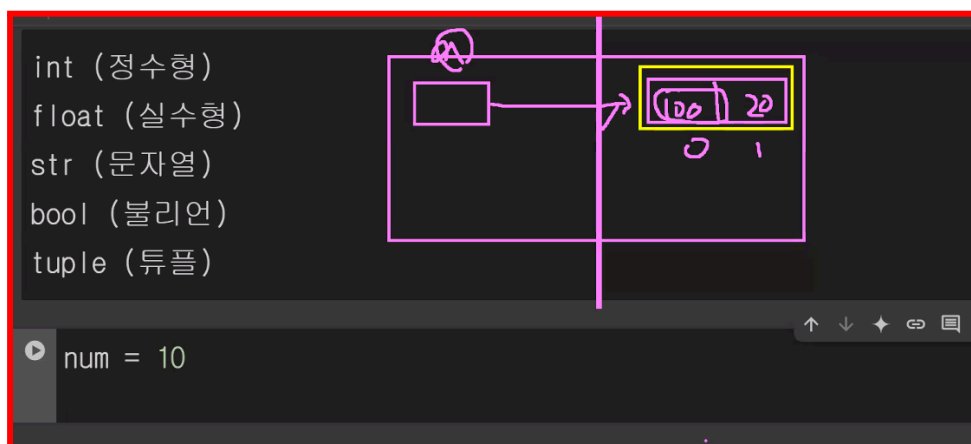 int (정수형)
float (실수형)
str (문자열)
bool (불리언)
tuple (튜플)
100 20
0 1
num = 10